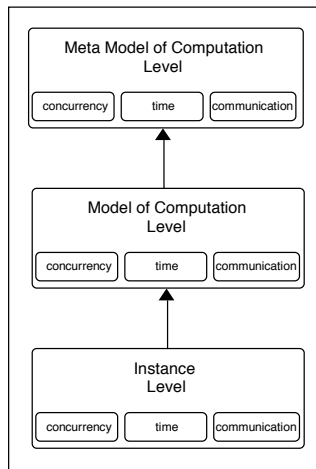 Meta Model of Computation
Level
concurrency time communication
Model of Computation
Level
concurrency time communication
Instance
Level
concurrency time communication